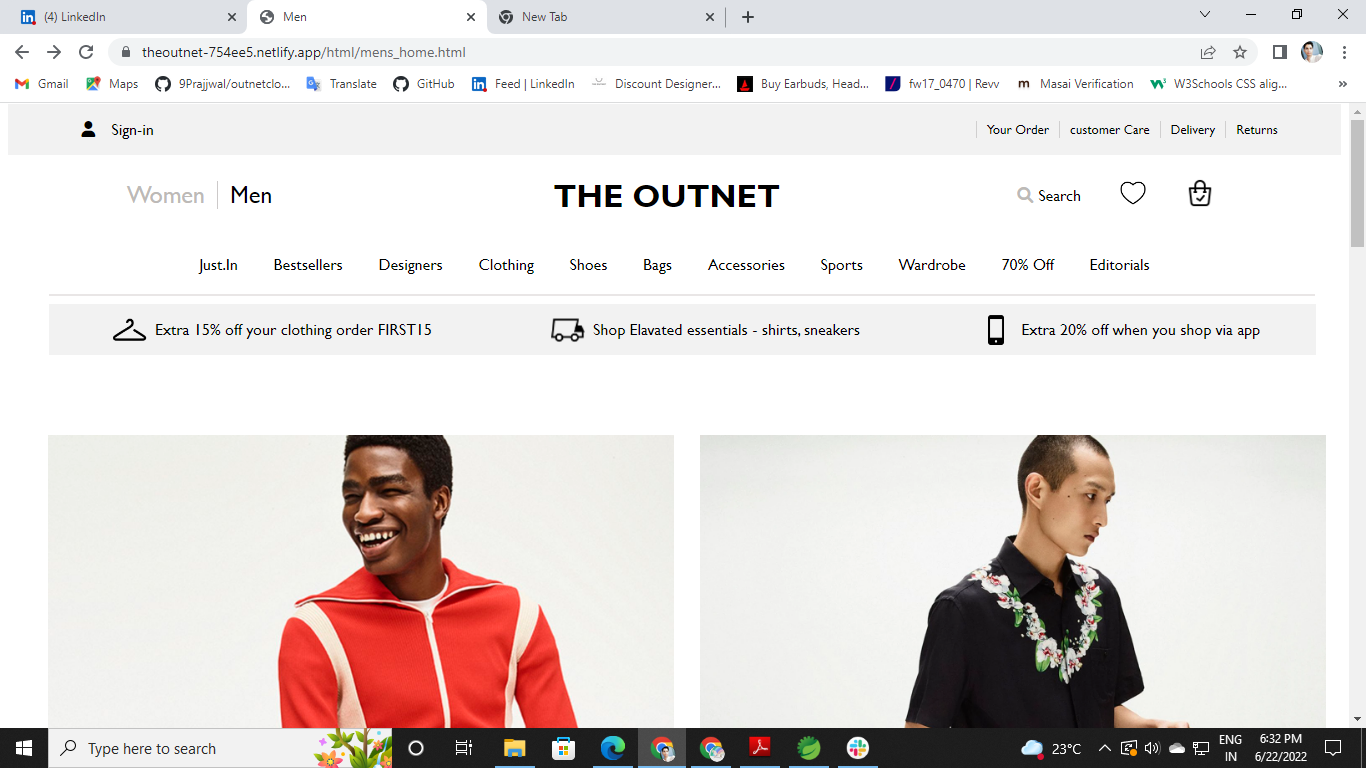 (4) LinkedIn Men New Tab
theoutnet-754ee5.netlify.app/html/mens_home.html
Gmail Maps 9Prajjwal/outnetclo... Translate GitHub Feed | LinkedIn Discount Designer... Buy Earbuds, Head... fw17_0470 | Revv Masai Verification W3Schools CSS alig... »
Sign-in Your Order customer Care Delivery Returns
Women Men THE OUTNET Search
Just.In Bestsellers Designers Clothing Shoes Bags Accessories Sports Wardrobe 70% Off Editorials
Extra 15% off your clothing order FIRST15 Shop Elavated essentials - shirts, sneakers Extra 20% off when you shop via app
Type here to search 23°C ENG 6:32 PM
IN 6/22/2022